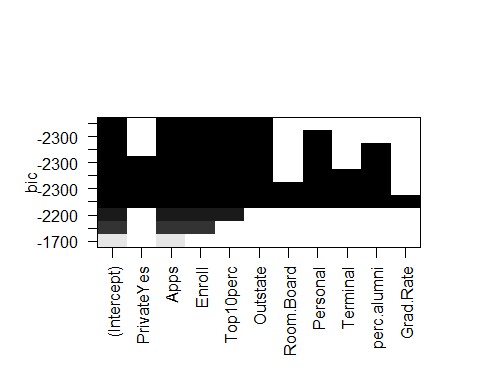 bic
-2300
-2300
-2300
-2200
-1700
(Intercept)
PrivateYes
Apps
Enroll
Top10perc
Outstate
Room.Board
Personal
Terminal
perc.alumni
Grad.Rate